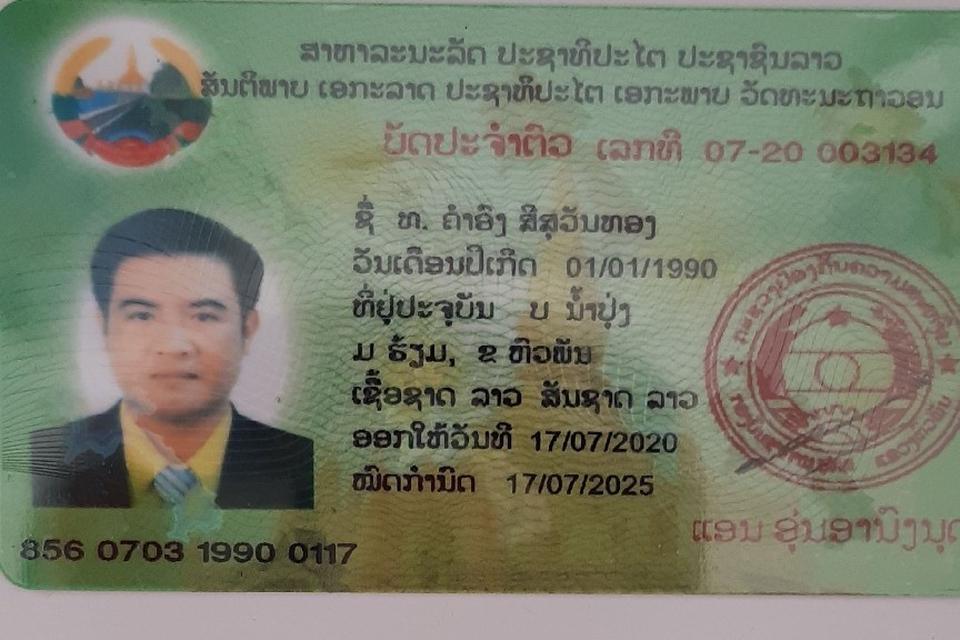 ສາທາລະນະລັດ ປະຊາທິປະໄຕ ປະຊາຊົນລາວ
ສັນຕິພາບ ເອກະລາດ ປະຊາທິປະໄຕ ເອກະພາບ ວັດທະນະຖາວອນ
ບັດປະຈຳຕົວ ເລກທີ 07-20 003134
ຊື່ ທ. ຄຳອົງ ສີສຸວັນທອງ
ວັນເດືອນປີເກີດ 01/01/1990
ທີ່ຢູ່ປະຈຸບັນ ບ ນ້ຳປຸ່ງ
ມ ຮ້ຽມ, ຂ ຫົວພັນ
ເຊື້ອຊາດ ລາວ ສັນຊາດ ລາວ
ອອກໃຫ້ວັນທີ 17/07/2020
ໝົດກຳນົດ 17/07/2025
856 0703 1990 0117
ແອນ ອຸ່ນອານົງນຸດ